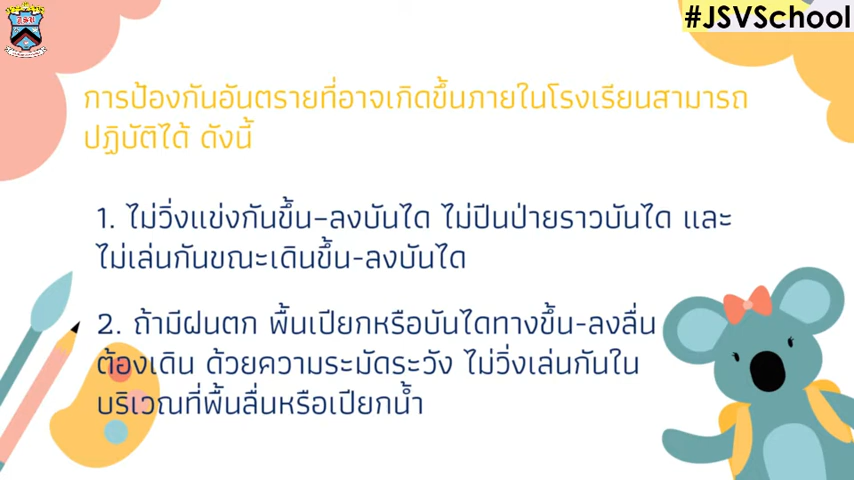 #JSVSchool
JSV
การป้องกันอันตรายที่อาจเกิดขึ้นภายในโรงเรียนสามารถ
ปฏิบัติได้ ดังนี้
1. ไม่วิ่งแข่งกันขึ้น–ลงบันได ไม่ปีนป่ายราวบันได และ
ไม่เล่นกันขณะเดินขึ้น-ลงบันได
2. ถ้ามีฝนตก พื้นเปียกหรือบันไดทางขึ้น-ลงลื่น
ต้องเดิน ด้วยความระมัดระวัง ไม่วิ่งเล่นกันใน
บริเวณที่พื้นลื่นหรือเปียกน้ำ